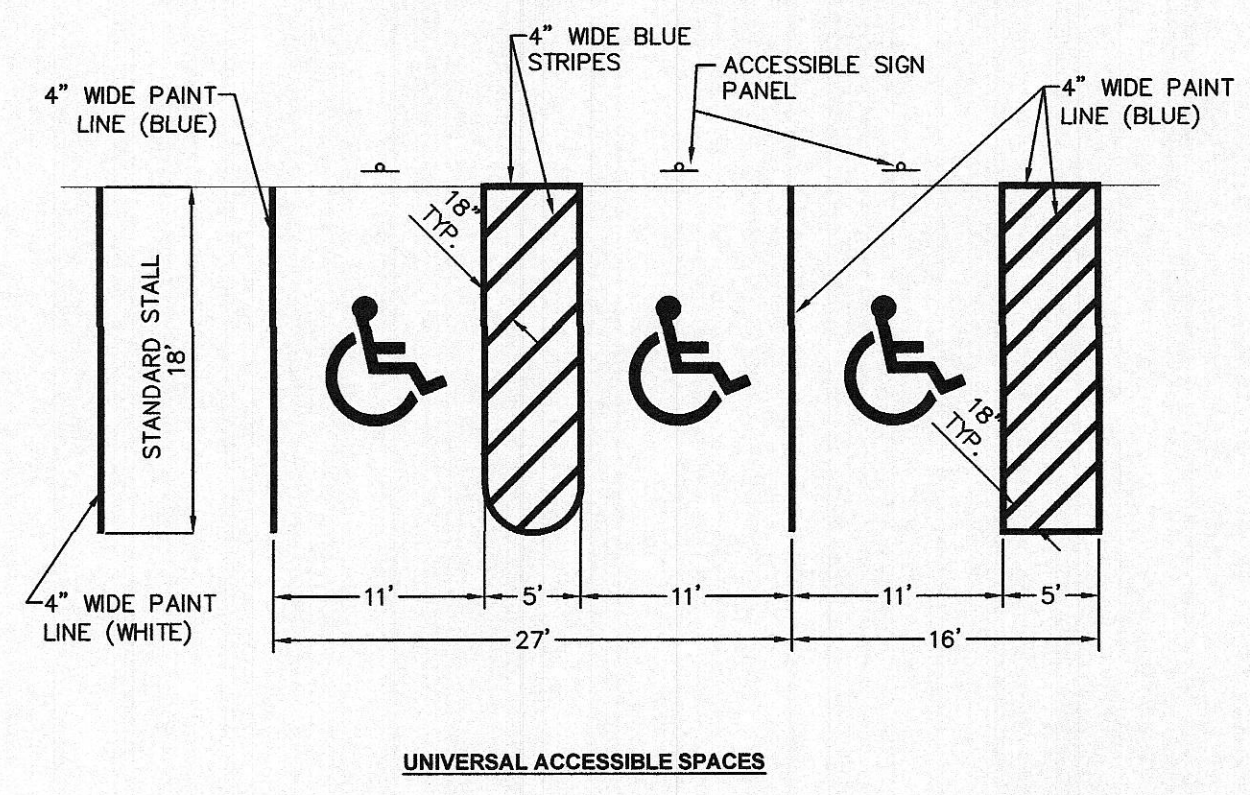 4" WIDE BLUE
STRIPES
ACCESSIBLE SIGN
PANEL
4" WIDE PAINT
LINE (BLUE)
4" WIDE PAINT
LINE (BLUE)
18"
TYP.
STANDARD STALL
18'
18"
TYP.
4" WIDE PAINT
LINE (WHITE)
11'
5'
11'
11'
5'
27'
16'
UNIVERSAL ACCESSIBLE SPACES